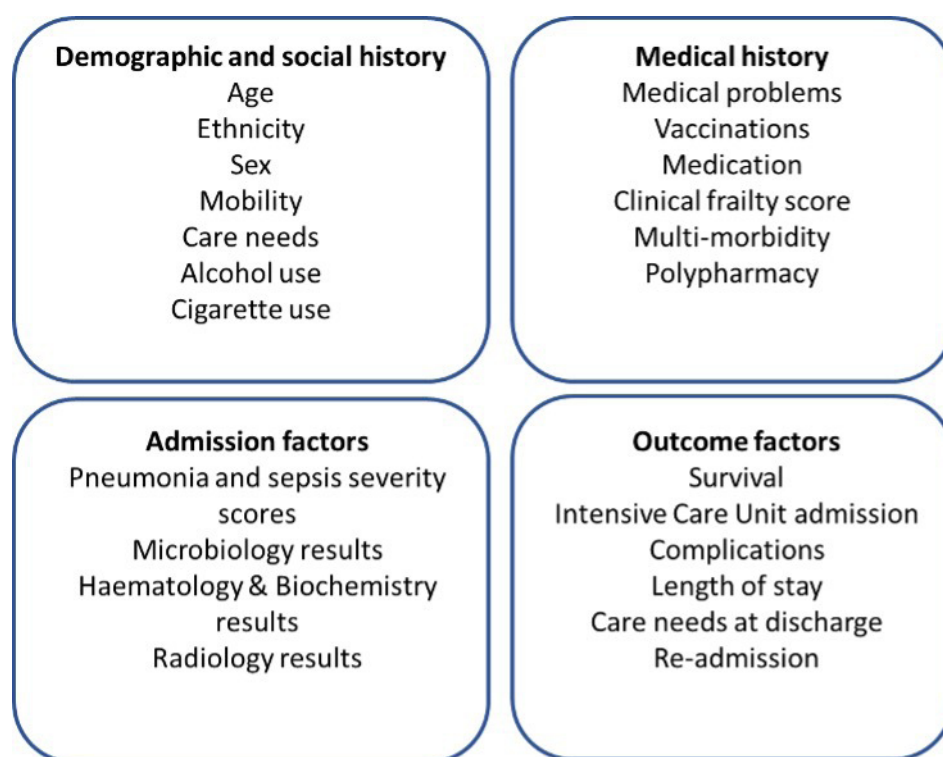 Demographic and social history
Age
Ethnicity
Sex
Mobility
Care needs
Alcohol use
Cigarette use
Medical history
Medical problems
Vaccinations
Medication
Clinical frailty score
Multi-morbidity
Polypharmacy
Admission factors
Pneumonia and sepsis severity
scores
Microbiology results
Haematology & Biochemistry
results
Radiology results
Outcome factors
Survival
Intensive Care Unit admission
Complications
Length of stay
Care needs at discharge
Re-admission